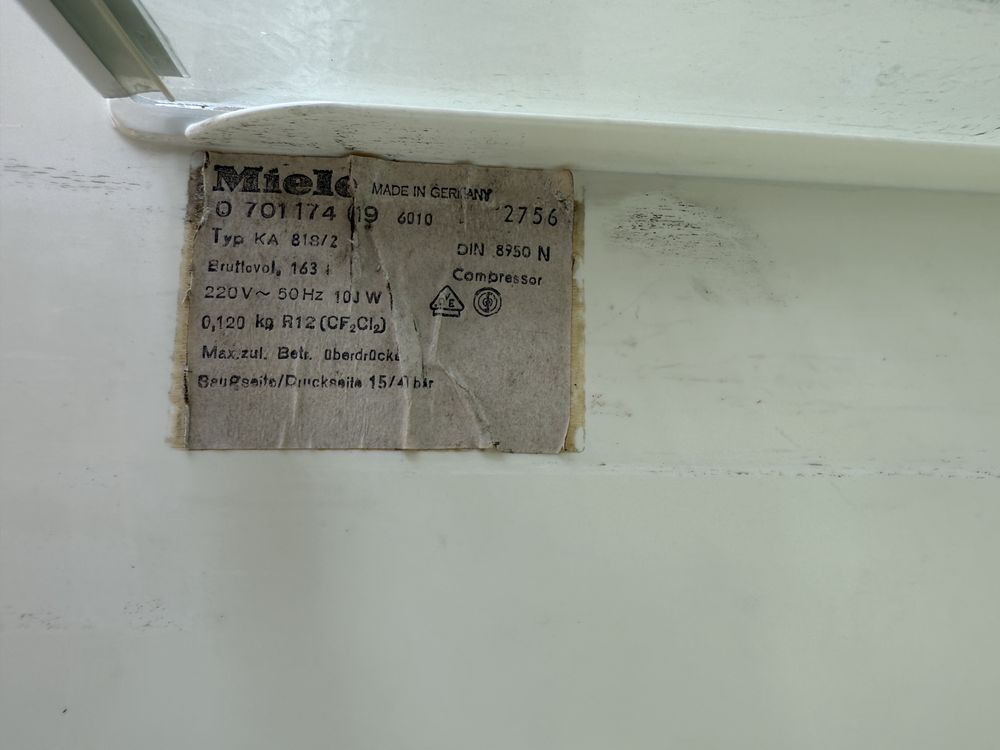 Miele MADE IN GERMANY
0 701174 19 6010 2756
Typ KA 818/2 DIN 8950 N
Bruttovol. 163 l Compressor
220V~ 50Hz W
0,120 kg R12 (CF₂Cl₂)
Max.zul. Betr. überdrücke
Saugseite/Druckseite 15/4 bar